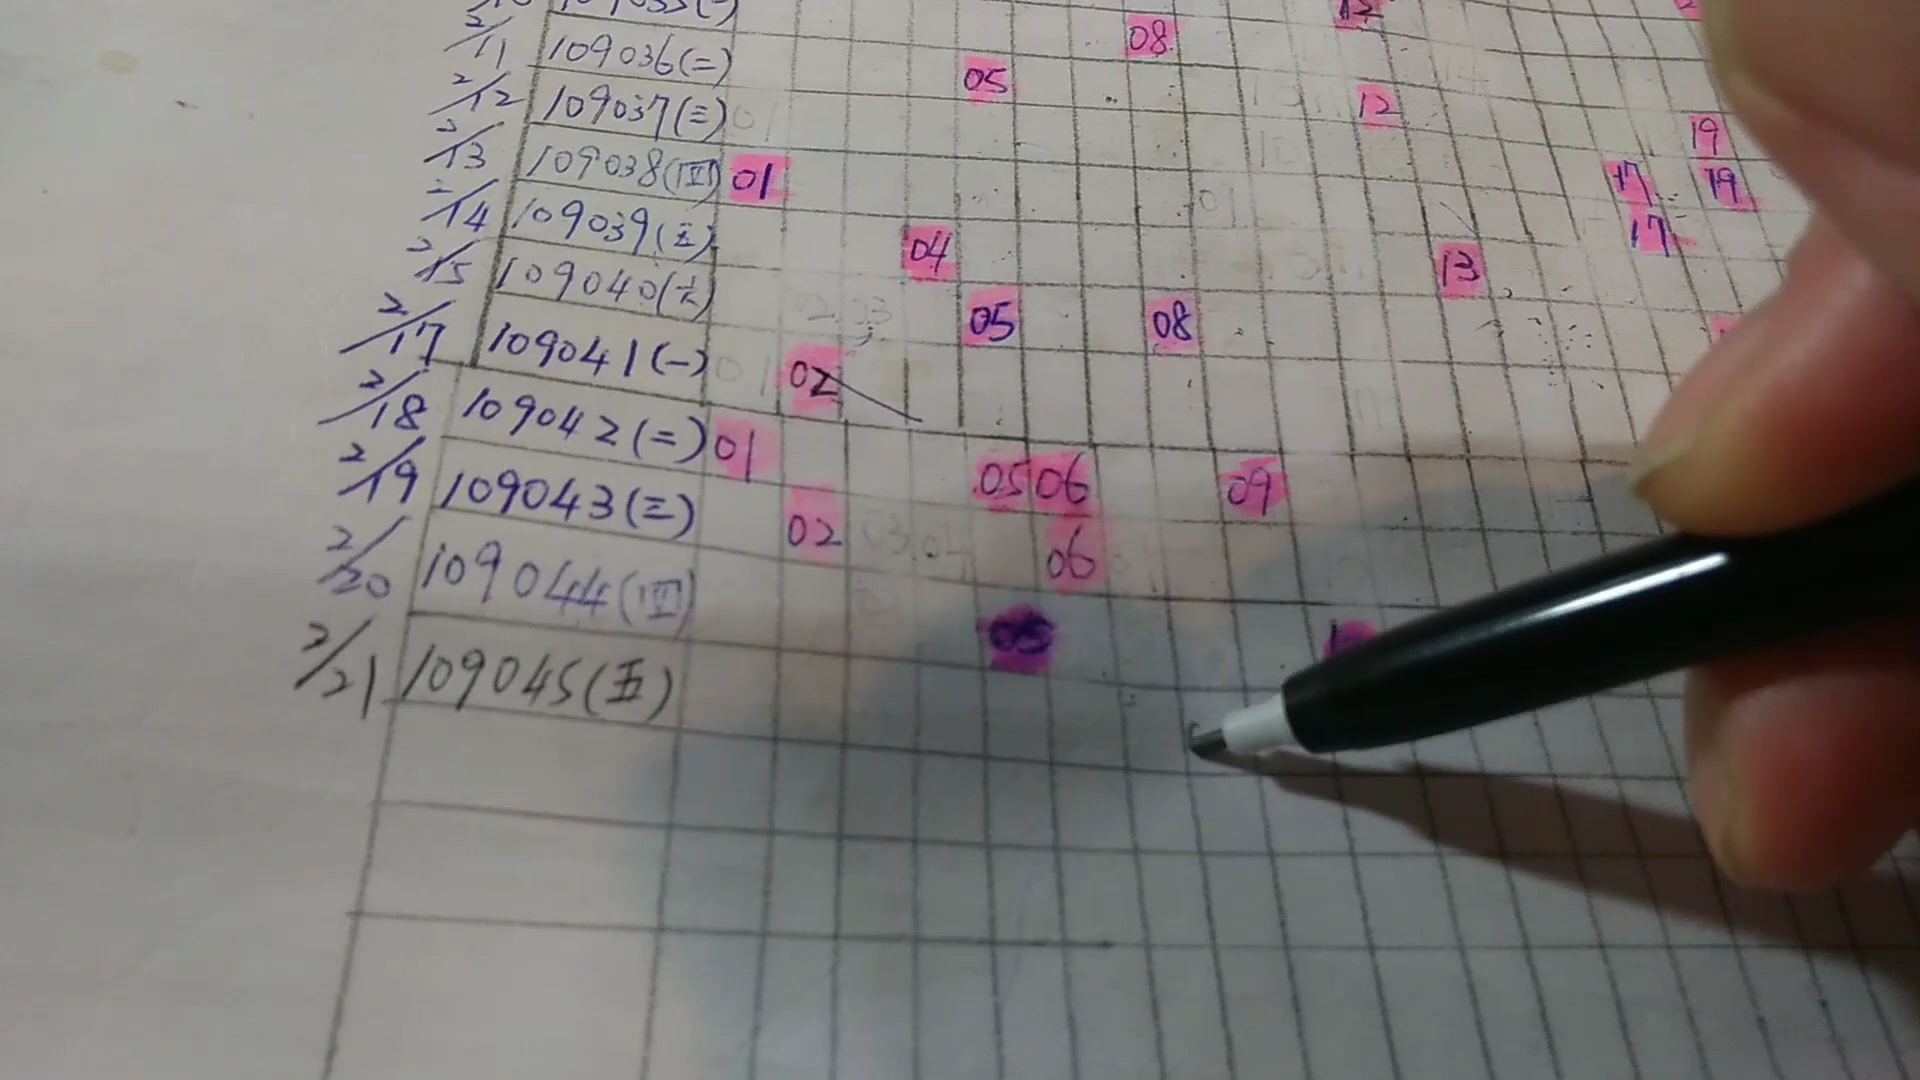 109035(一) 12
2/11 109036(二) 05 08
2/12 109037(三) 12
2/13 109038(四) 01 17 19
2/14 109039(五) 04 17 19
2/15 109040(六) 05 08 13
2/17 109041(一) 02
2/18 109042(二) 01 05 06 09
2/19 109043(三) 02 06
2/20 109044(四) 05
2/21 109045(五)